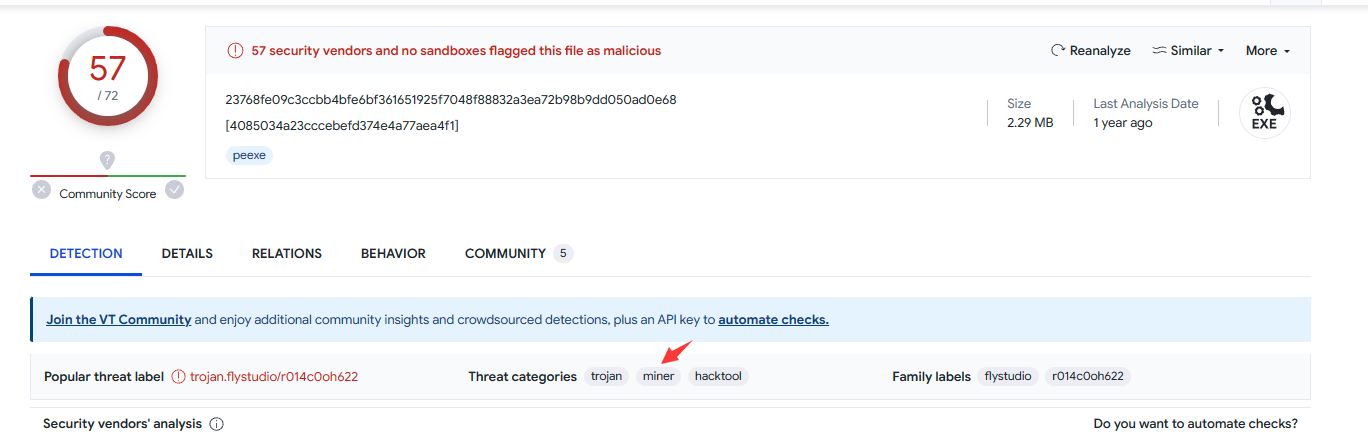 57
/ 72
Community Score
57 security vendors and no sandboxes flagged this file as malicious
Reanalyze
Similar
More
23768fe09c3ccbb4bfe6bf361651925f7048f88832a3ea72b98b9dd050ad0e68
[4085034a23cccebefd374e4a77aea4f1]
peexe
Size
2.29 MB
Last Analysis Date
1 year ago
EXE
DETECTION
DETAILS
RELATIONS
BEHAVIOR
COMMUNITY 5
Join the VT Community and enjoy additional community insights and crowdsourced detections, plus an API key to automate checks.
Popular threat label trojan.flystudio/r014c0oh622
Threat categories trojan miner hacktool
Family labels flystudio r014c0oh622
Security vendors' analysis
Do you want to automate checks?